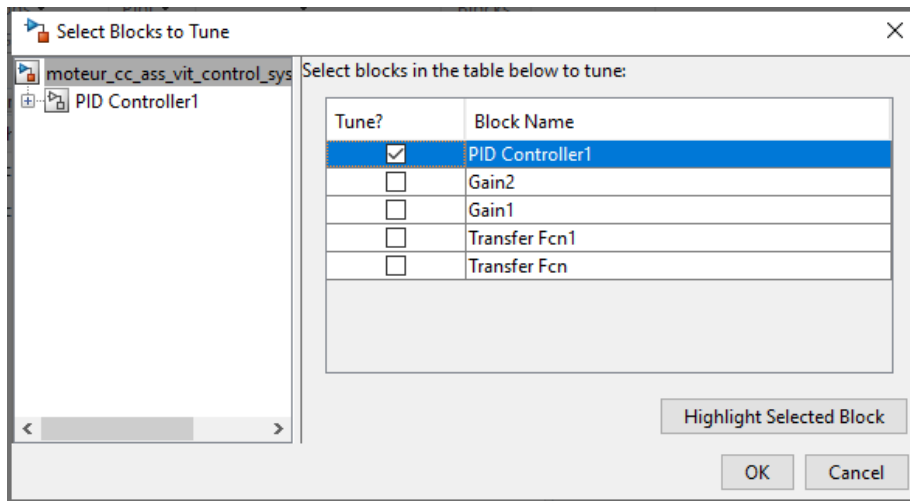 Select Blocks to Tune
moteur_cc_ass_vit_control_sys
PID Controller1
Select blocks in the table below to tune:
Tune? Block Name
PID Controller1
Gain2
Gain1
Transfer Fcn1
Transfer Fcn
Highlight Selected Block
OK Cancel